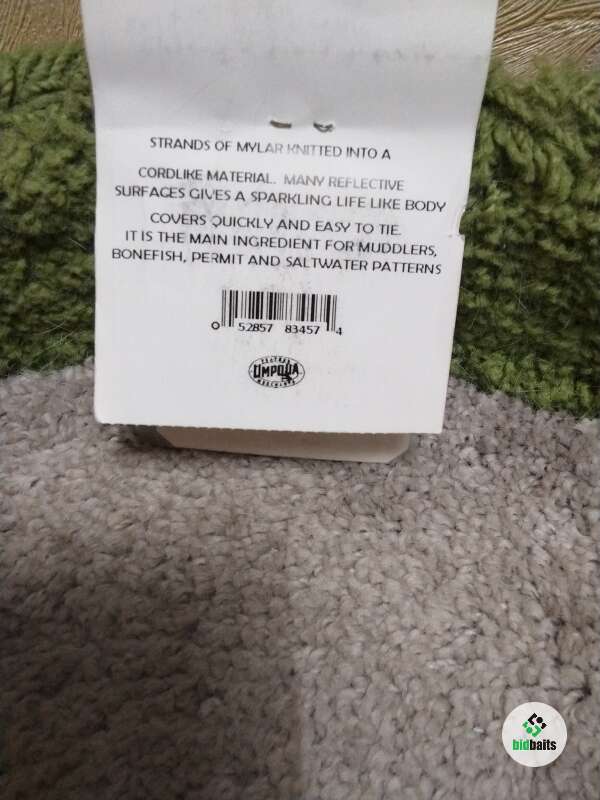 STRANDS OF MYLAR KNITTED INTO A
CORDLIKE MATERIAL. MANY REFLECTIVE
SURFACES GIVES A SPARKLING LIFE LIKE BODY
COVERS QUICKLY AND EASY TO TIE.
IT IS THE MAIN INGREDIENT FOR MUDDLERS,
BONEFISH, PERMIT AND SALTWATER PATTERNS
0 52857 83457 4
UMPQUA
bidbaits